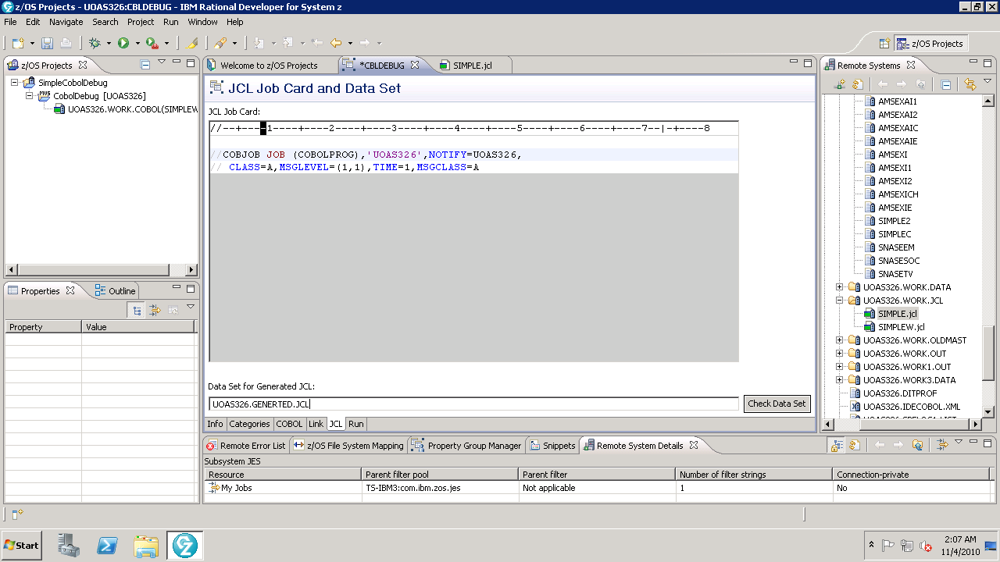 z/OS Projects - UOAS326:CBLDEBUG - IBM Rational Developer for System z
File Edit Navigate Search Project Run Window Help
z/OS Projects
z/OS Projects
SimpleCobolDebug
CobolDebug [UOAS326]
UOAS326.WORK.COBOL(SIMPLEW
Properties Outline
Property Value
Welcome to z/OS Projects *CBLDEBUG SIMPLE.jcl
JCL Job Card and Data Set
JCL Job Card:
//--+----1----+----2----+----3----+----4----+----5----+----6----+----7--|-+----8
//COBJOB JOB (COBOLPROG),'UOAS326',NOTIFY=UOAS326,
// CLASS=A,MSGLEVEL=(1,1),TIME=1,MSGCLASS=A
Data Set for Generated JCL:
UOAS326.GENERTED.JCL
Check Data Set
Info Categories COBOL Link JCL Run
Remote Systems
AMSEXAI1
AMSEXAI2
AMSEXAIC
AMSEXAIE
AMSEXI
AMSEXI1
AMSEXI2
AMSEXICH
AMSEXIE
SIMPLE2
SIMPLEC
SNASEEM
SNASESOC
SNASETV
UOAS326.WORK.DATA
UOAS326.WORK.JCL
SIMPLE.jcl
SIMPLEW.jcl
UOAS326.WORK.OLDMAST
UOAS326.WORK.OUT
UOAS326.WORK1.OUT
UOAS326.WORK3.DATA
UOAS326.DITPROF
UOAS326.IDECOBOL.XML
Remote Error List z/OS File System Mapping Property Group Manager Snippets Remote System Details
Subsystem JES
Resource Parent filter pool Parent filter Number of filter strings Connection-private
My Jobs TS-IBM3:com.ibm.zos.jes Not applicable 1 No
Start
2:07 AM
11/4/2010